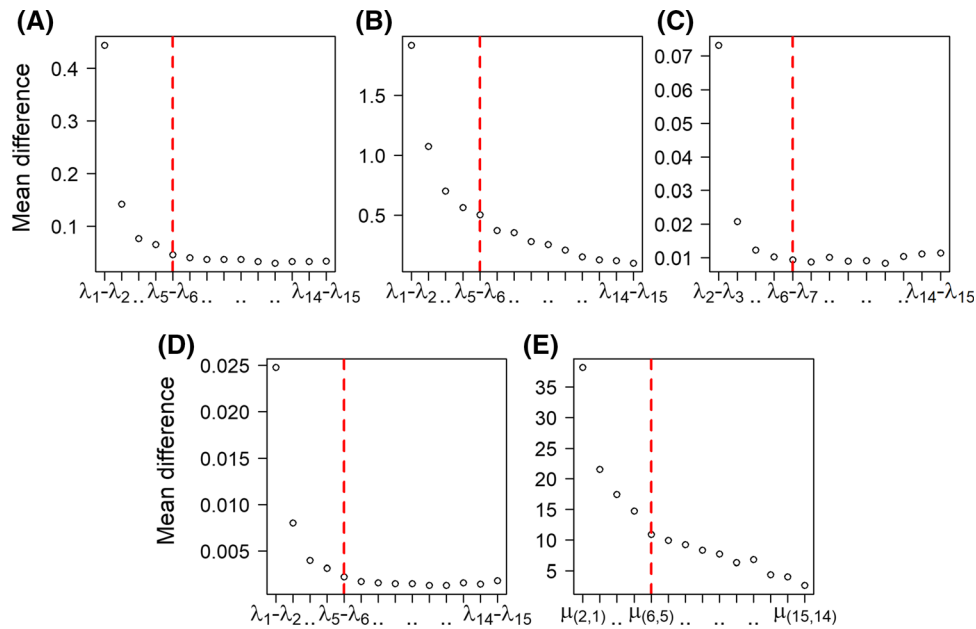 (A)
(B)
(C)
Mean difference
0.4
0.3
0.2
0.1
λ₁-λ₂.. λ₅-λ₆.. .. .. λ₁₄-λ₁₅
1.5
1.0
0.5
λ₁-λ₂.. λ₅-λ₆.. .. .. λ₁₄-λ₁₅
0.07
0.06
0.05
0.04
0.03
0.02
0.01
λ₂-λ₃ .. λ₆-λ₇ .. .. .. λ₁₄-λ₁₅
(D)
(E)
Mean difference
0.025
0.020
0.015
0.010
0.005
λ₁-λ₂.. λ₅-λ₆.. .. .. λ₁₄-λ₁₅
35
30
25
20
15
10
5
μ(2,1) .. μ(6,5) .. .. .. μ(15,14)